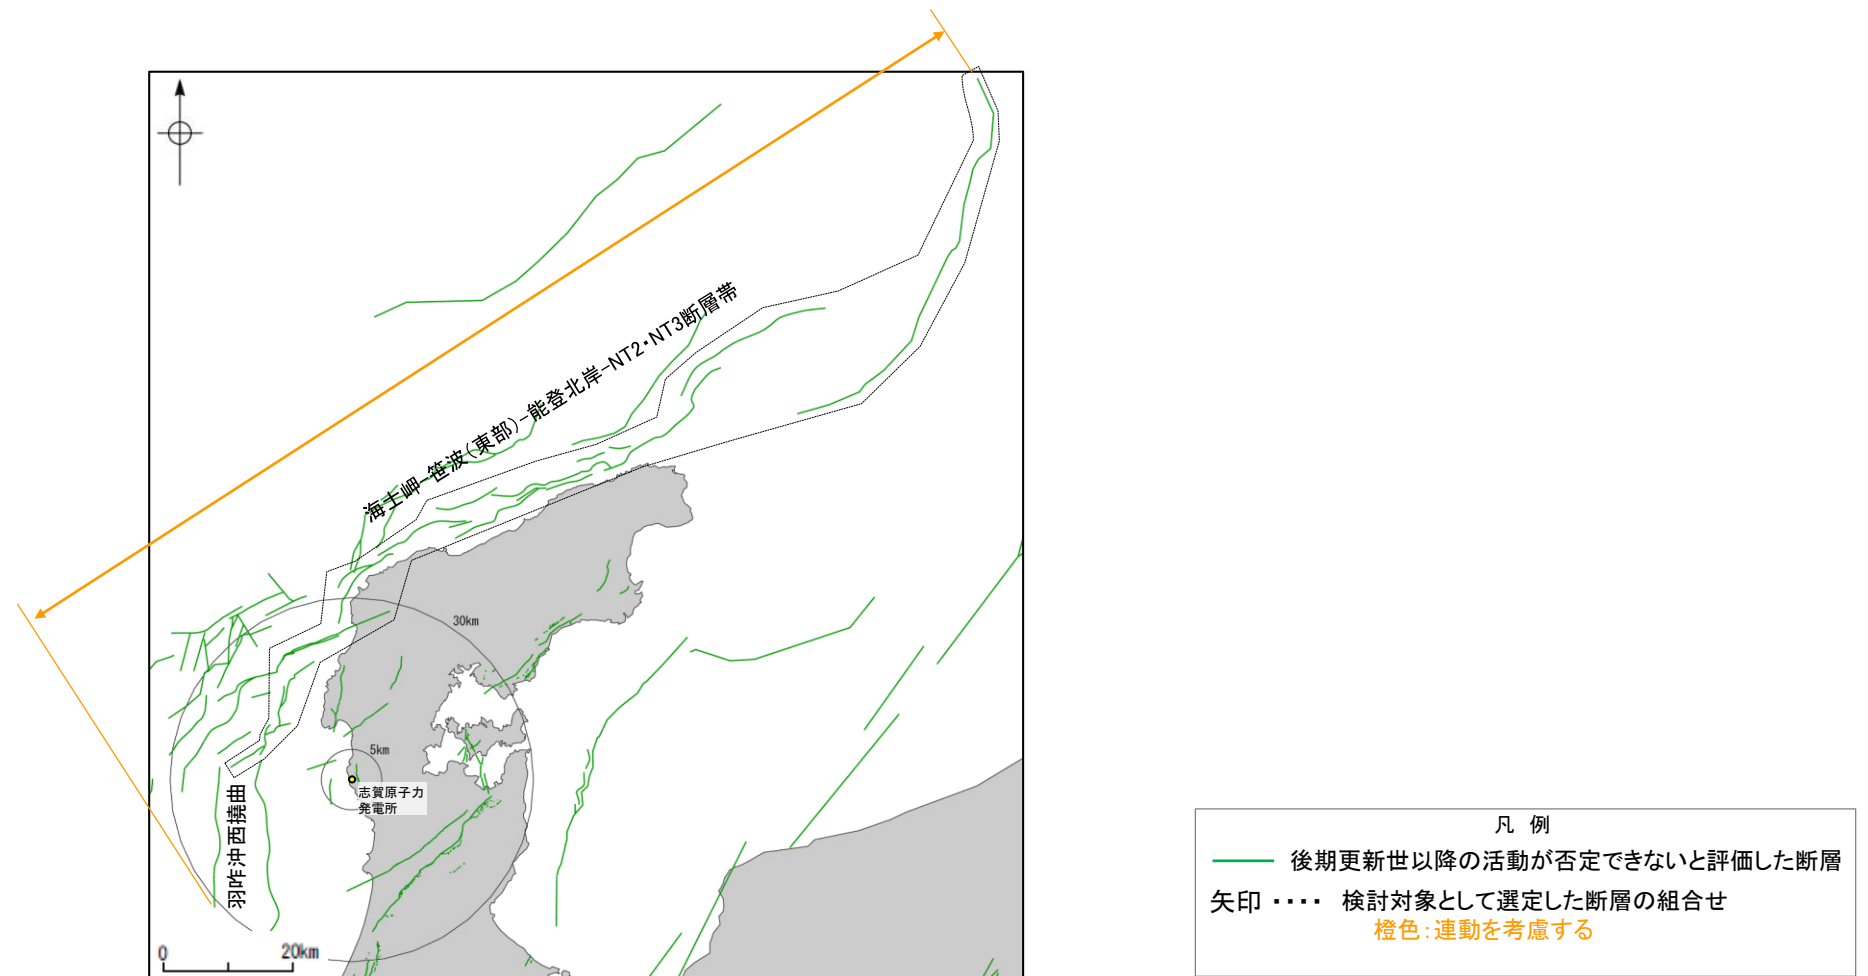 海士岬-笹波(東部)-能登北岸-NT2・NT3断層帯
30km
5km
志賀原子力
発電所
羽咋沖西撓曲
0 20km
凡 例
後期更新世以降の活動が否定できないと評価した断層
矢印 ・・・・ 検討対象として選定した断層の組合せ
橙色:連動を考慮する